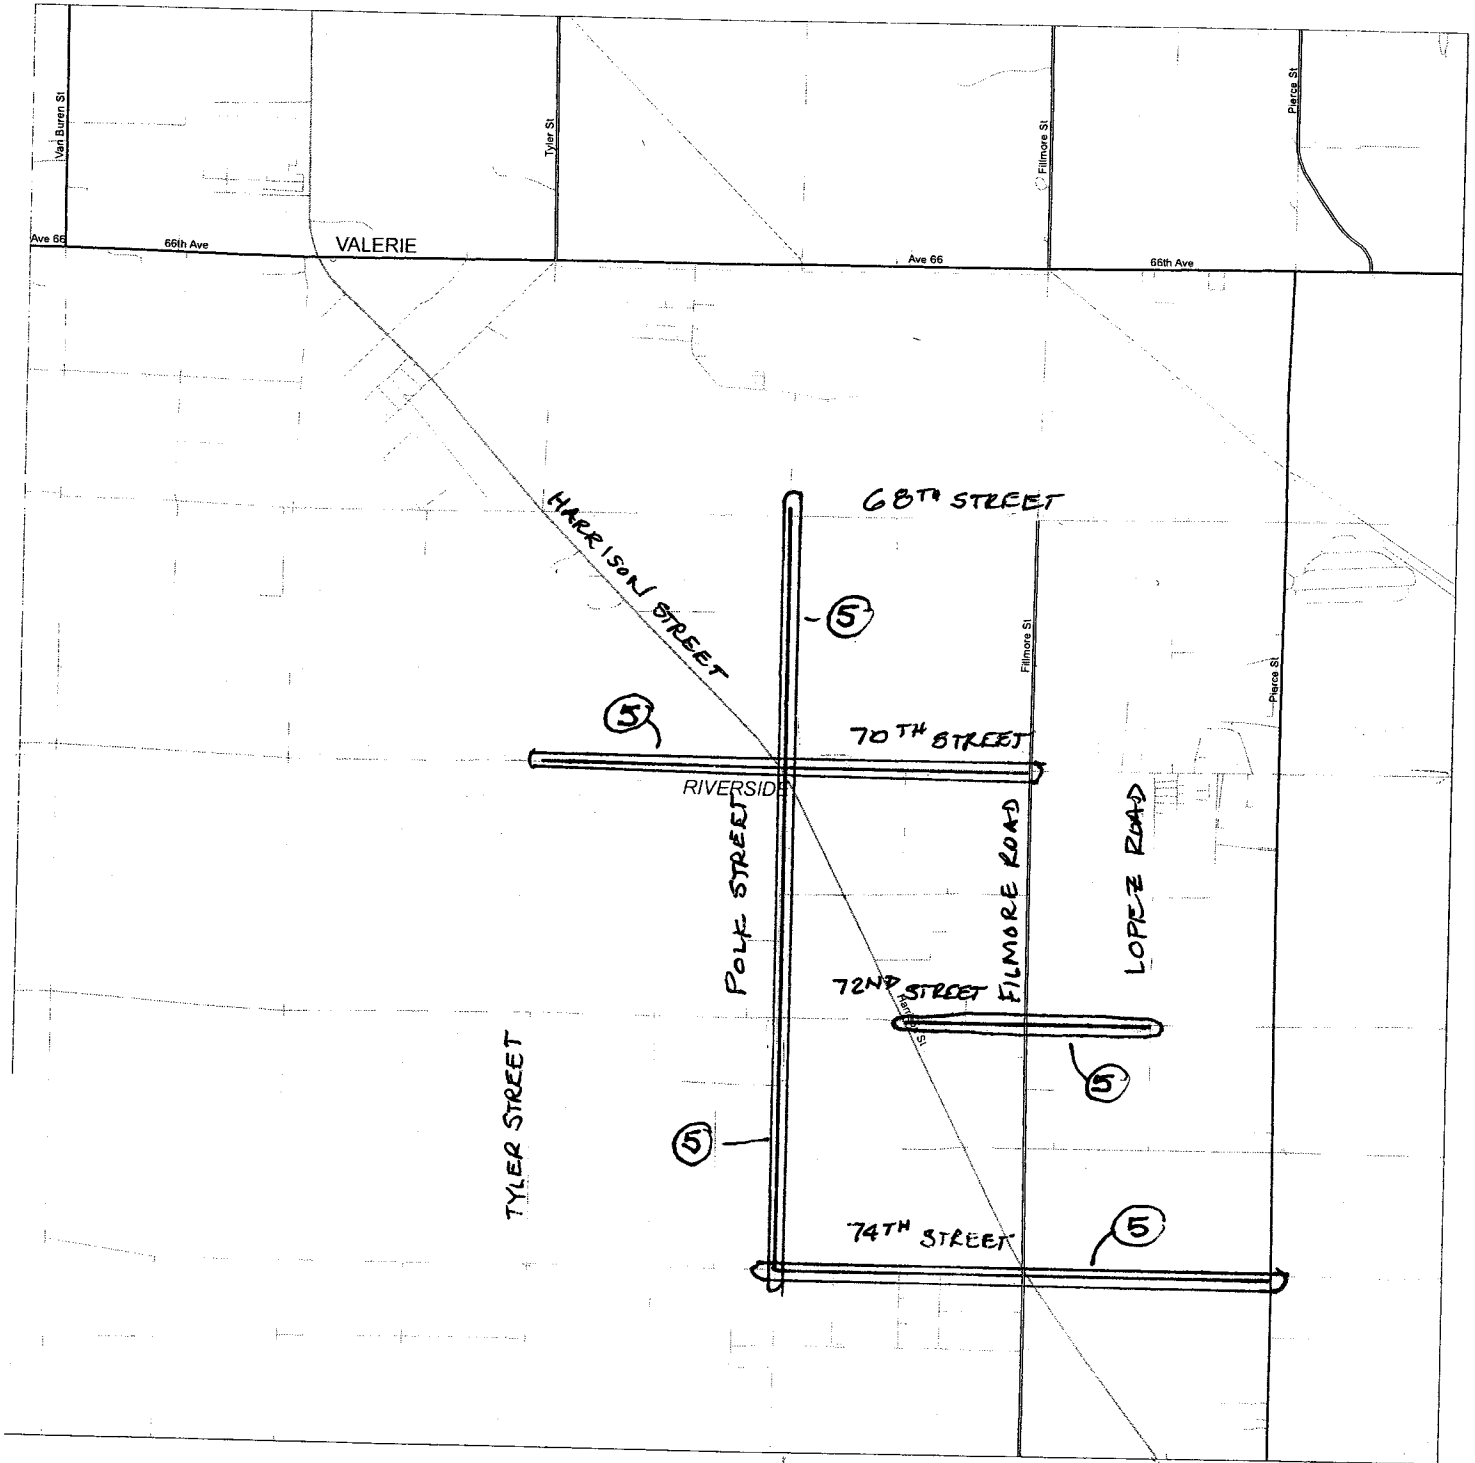 Van Buren St
Tyler St
Fillmore St
Pierce St
Ave 66
66th Ave
VALERIE
Ave 66
66th Ave
68TH STREET
HARRISON STREET
5
Fillmore St
Pierce St
5
70TH STREET
RIVERSIDE
POLK STREET
FILMORE ROAD
LOPEZ ROAD
72ND STREET
5
TYLER STREET
5
74TH STREET
5